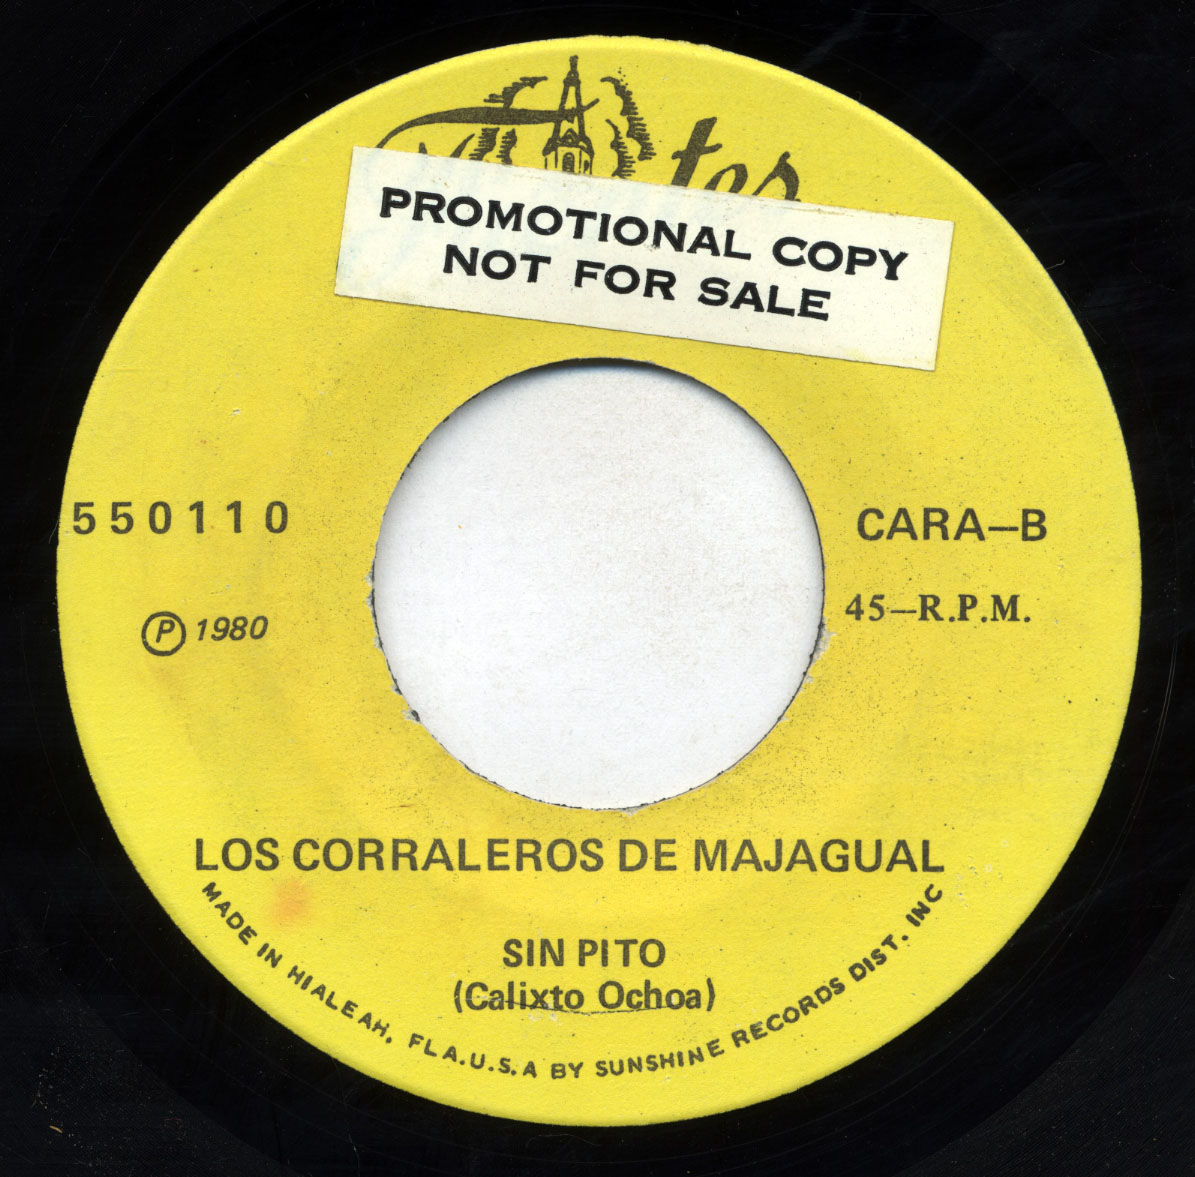 PROMOTIONAL COPY
NOT FOR SALE
550110
CARA—B
Ⓟ 1980
45—R.P.M.
LOS CORRALEROS DE MAJAGUAL
SIN PITO
(Calixto Ochoa)
MADE IN HIALEAH, FLA.U.S.A BY SUNSHINE RECORDS DIST. INC